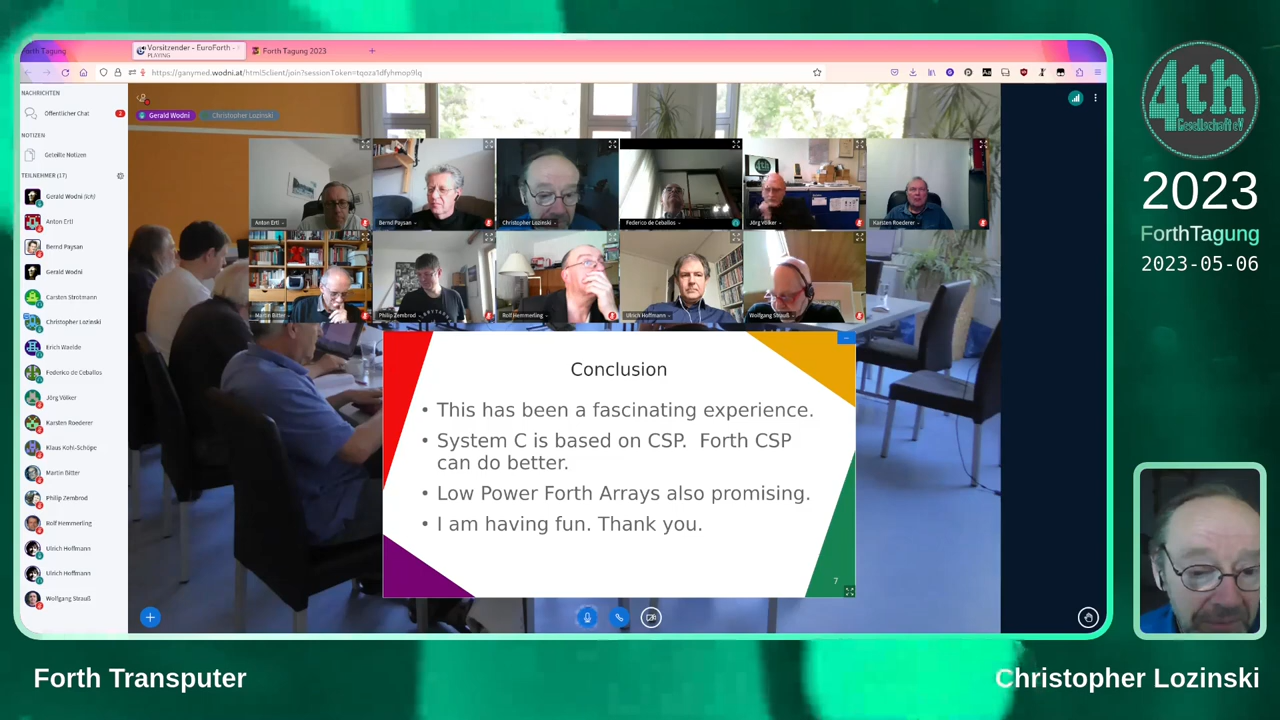 Forth Tagung
Vorsitzender - EuroForth -
PLAYING
Forth Tagung 2023
https://ganymed.wodni.at/html5client/join?sessionToken=
NACHRICHTEN
Öffentlicher Chat
2
NOTIZEN
Geteilte Notizen
TEILNEHMER (17)
Gerald Wodni (ich)
Anton Ertl
Bernd Paysan
Gerald Wodni
Carsten Strotmann
Christopher Lozinski
Erich Waelde
Federico de Ceballos
Jörg Völker
Karsten Roederer
Klaus Kohl-Schöpe
Martin Bitter
Philip Zembrod
Rolf Hemmerling
Ulrich Hoffmann
Ulrich Hoffmann
Wolfgang Strauß
Gerald Wodni
Christopher Lozinski
Anton Ertl
Bernd Paysan
Christopher Lozinski
Federico de Ceballos
Jörg Völker
Karsten Roederer
Martin Bitter
Philip Zembrod
Rolf Hemmerling
Ulrich Hoffmann
Wolfgang Strauß
Conclusion
• This has been a fascinating experience.
• System C is based on CSP. Forth CSP
can do better.
• Low Power Forth Arrays also promising.
• I am having fun. Thank you.
7
4th
Gesellschaft eV
2023
ForthTagung
2023-05-06
Forth Transputer
Christopher Lozinski